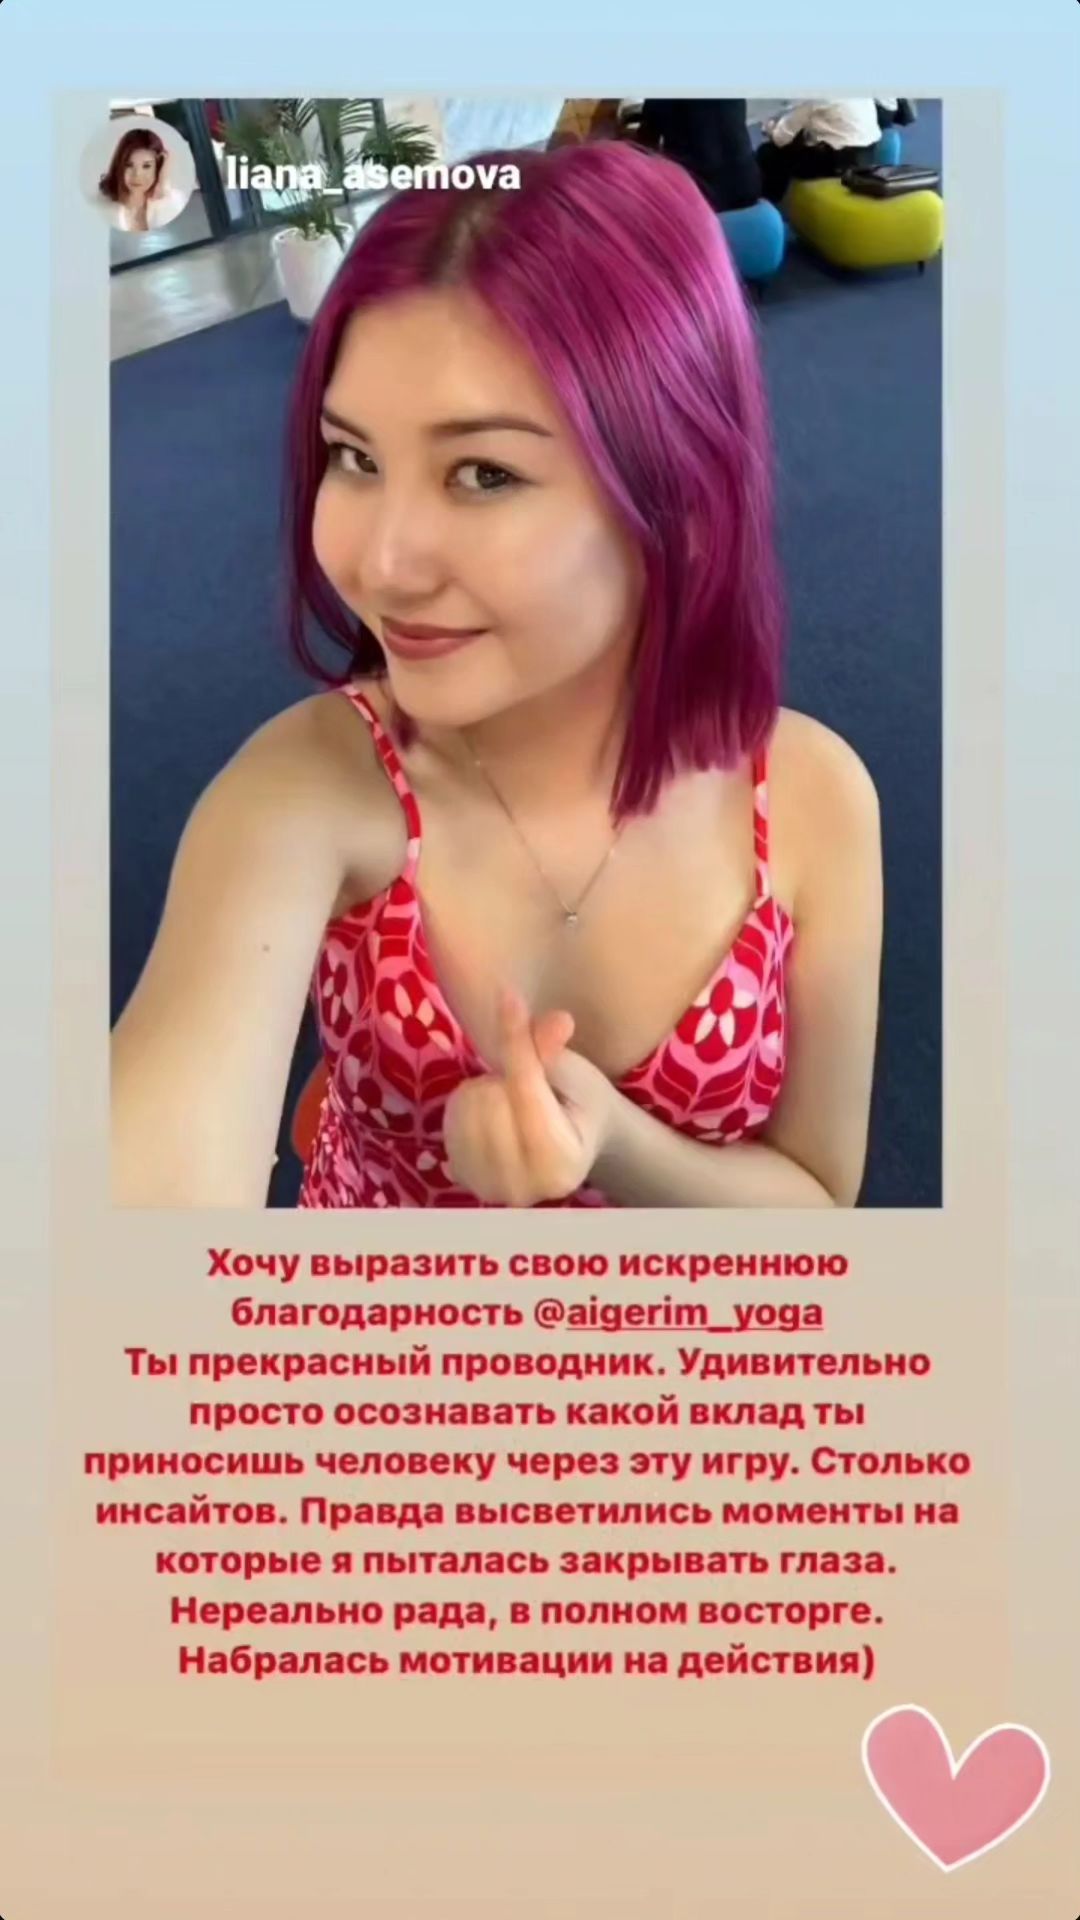 liana_asemova
Хочу выразить свою искреннюю
благодарность @aigerim_yoga
Ты прекрасный проводник. Удивительно
просто осознавать какой вклад ты
приносишь человеку через эту игру. Столько
инсайтов. Правда высветились моменты на
которые я пыталась закрывать глаза.
Нереально рада, в полном восторге.
Набралась мотивации на действия)